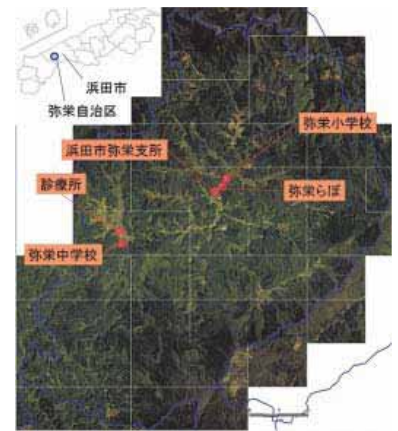 浜田市
弥栄自治区
弥栄小学校
浜田市弥栄支所
診療所
弥栄らぼ
弥栄中学校